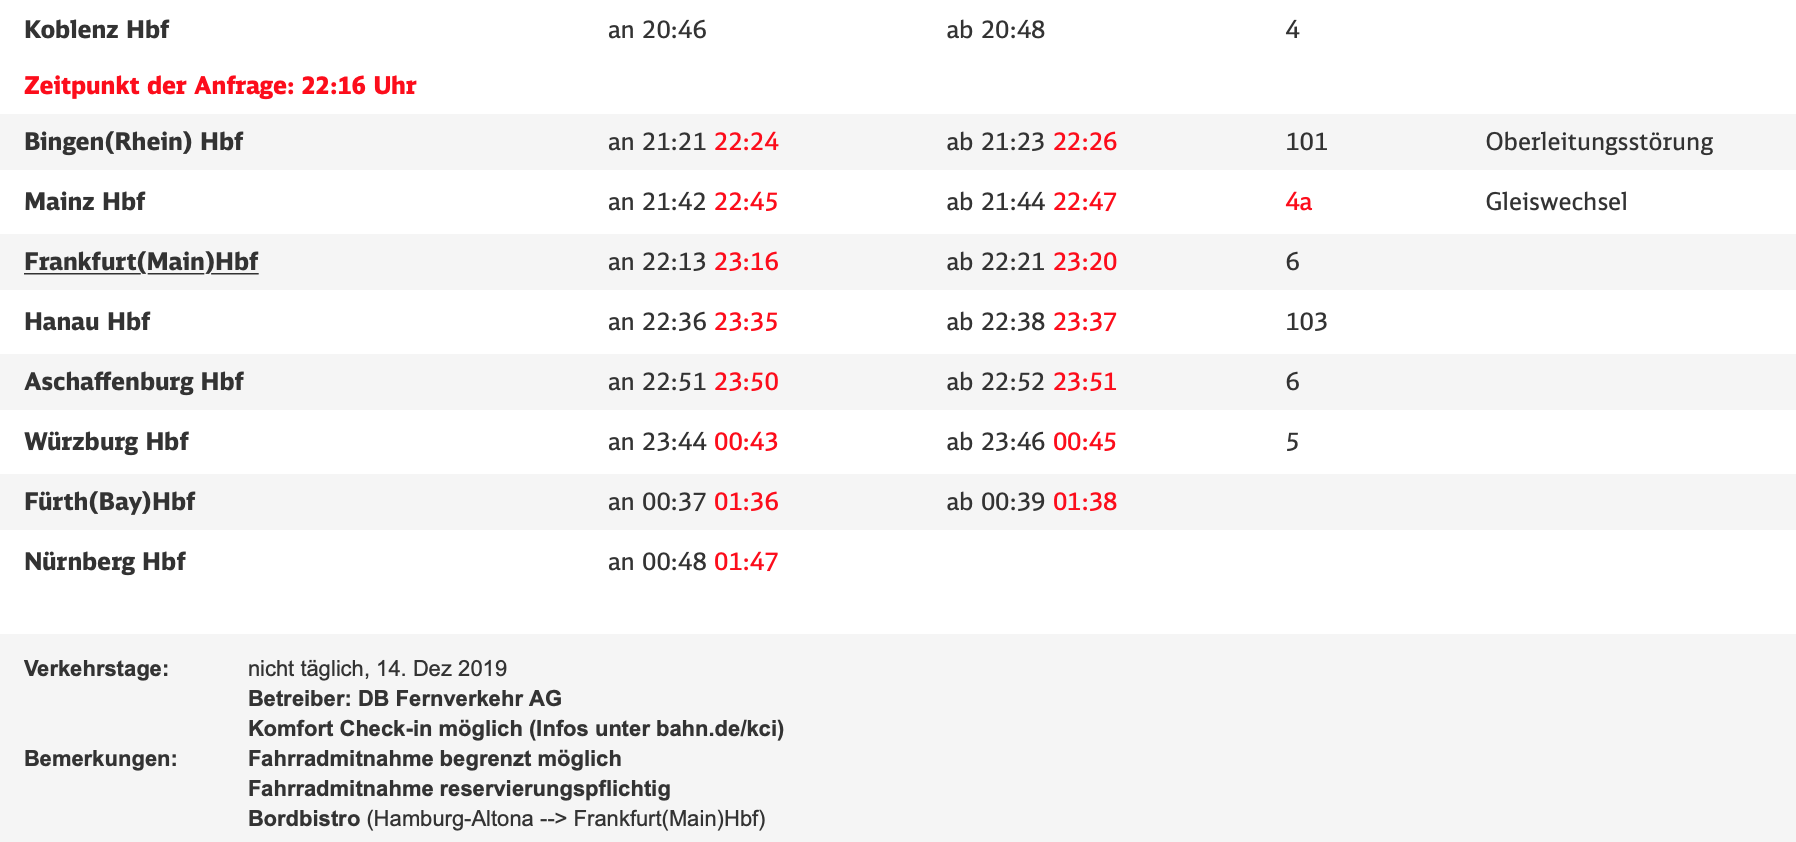 Koblenz Hbf an 20:46 ab 20:48 4
Zeitpunkt der Anfrage: 22:16 Uhr
Bingen(Rhein) Hbf an 21:21 22:24 ab 21:23 22:26 101 Oberleitungsstörung
Mainz Hbf an 21:42 22:45 ab 21:44 22:47 4a Gleiswechsel
Frankfurt(Main)Hbf an 22:13 23:16 ab 22:21 23:20 6
Hanau Hbf an 22:36 23:35 ab 22:38 23:37 103
Aschaffenburg Hbf an 22:51 23:50 ab 22:52 23:51 6
Würzburg Hbf an 23:44 00:43 ab 23:46 00:45 5
Fürth(Bay)Hbf an 00:37 01:36 ab 00:39 01:38
Nürnberg Hbf an 00:48 01:47
Verkehrstage: nicht täglich, 14. Dez 2019
Betreiber: DB Fernverkehr AG
Komfort Check-in möglich (Infos unter bahn.de/kci)
Bemerkungen: Fahrradmitnahme begrenzt möglich
Fahrradmitnahme reservierungspflichtig
Bordbistro (Hamburg-Altona --> Frankfurt(Main)Hbf)